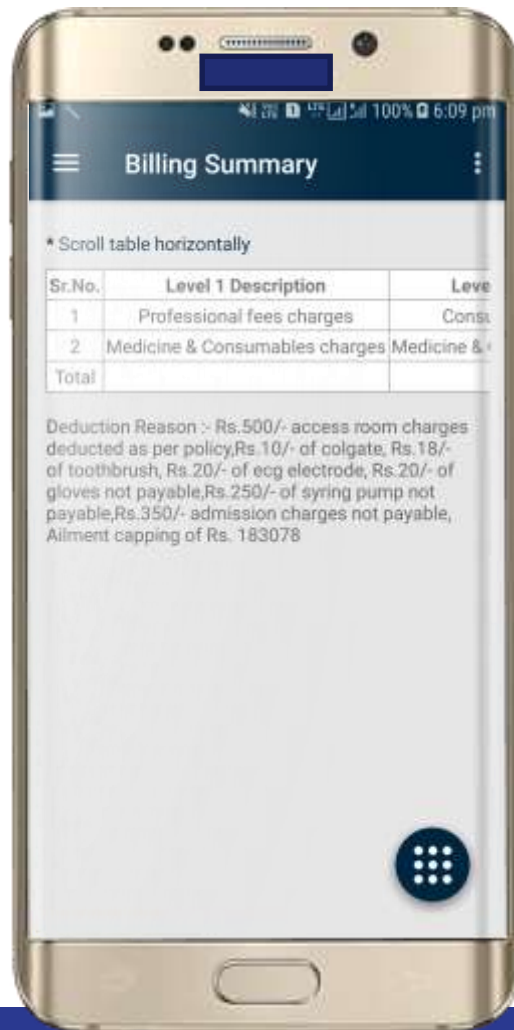 100% 6:09 pm
Billing Summary
* Scroll table horizontally
Sr.No. Level 1 Description Leve
1 Professional fees charges Consu
2 Medicine & Consumables charges Medicine &
Total
Deduction Reason :- Rs.500/- access room charges
deducted as per policy,Rs.10/- of colgate, Rs.18/-
of toothbrush, Rs.20/- of ecg electrode, Rs.20/- of
gloves not payable,Rs.250/- of syring pump not
payable,Rs.350/- admission charges not payable,
Ailment capping of Rs. 183078